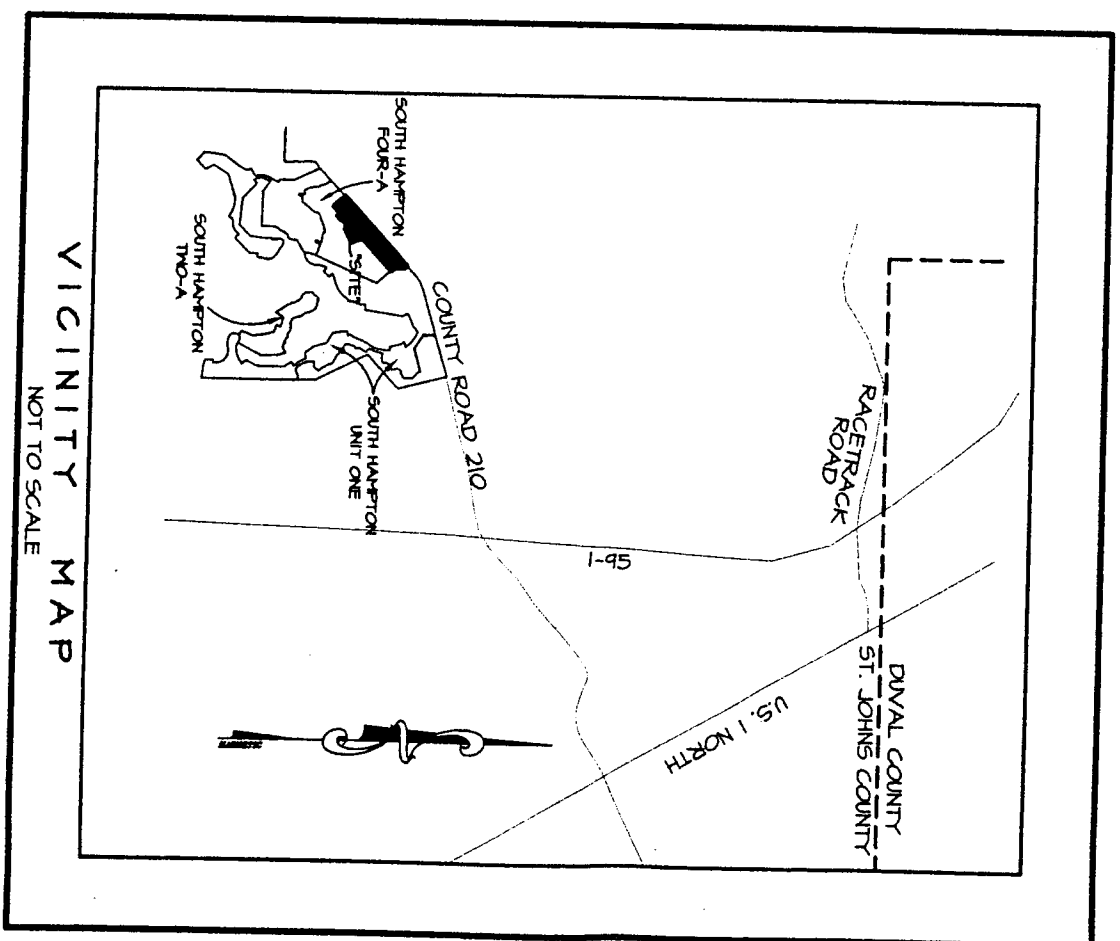 DUVAL COUNTY
ST. JOHNS COUNTY
RACETRACK
ROAD
U.S. 1 NORTH
I-95
COUNTY ROAD 210
SOUTH HAMPTON
FOUR-A
"SITE"
SOUTH HAMPTON
UNIT ONE
SOUTH HAMPTON
TWO-A
MAGNETIC
VICINITY MAP
NOT TO SCALE